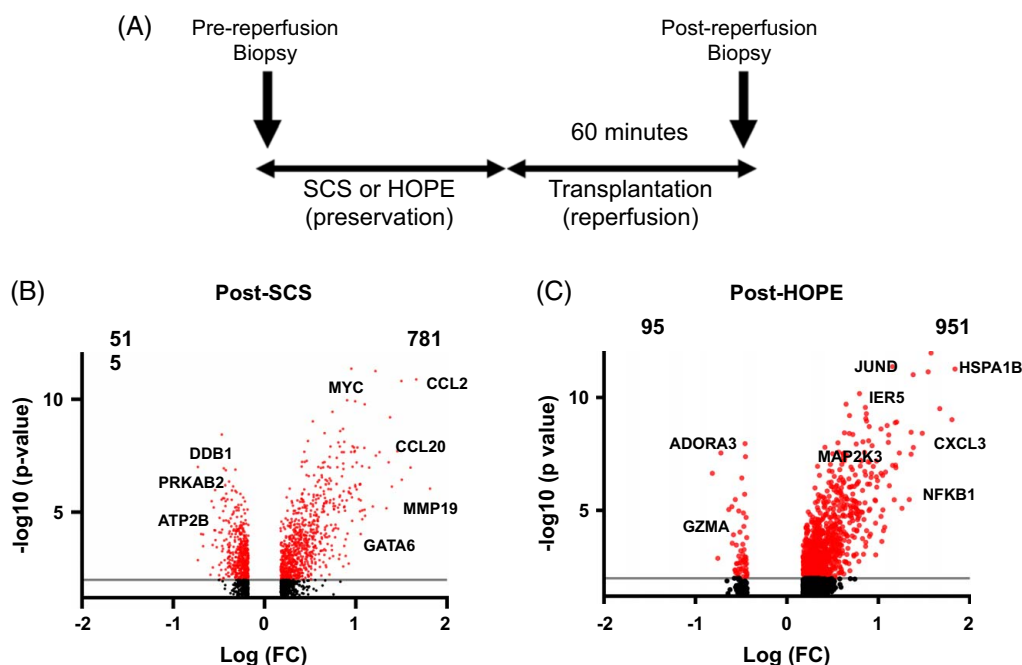 (A)
Pre-reperfusion
Biopsy
Post-reperfusion
Biopsy
60 minutes
SCS or HOPE
(preservation)
Transplantation
(reperfusion)
(B)
Post-SCS
51
5
781
MYC
CCL2
DDB1
CCL20
PRKAB2
MMP19
ATP2B
GATA6
10
5
-log10 (p-value)
-2
-1
0
1
2
Log (FC)
(C)
Post-HOPE
95
951
JUND
HSPA1B
IER5
ADORA3
CXCL3
MAP2K3
NFKB1
GZMA
10
5
-log10 (p value)
-2
-1
0
1
2
Log (FC)